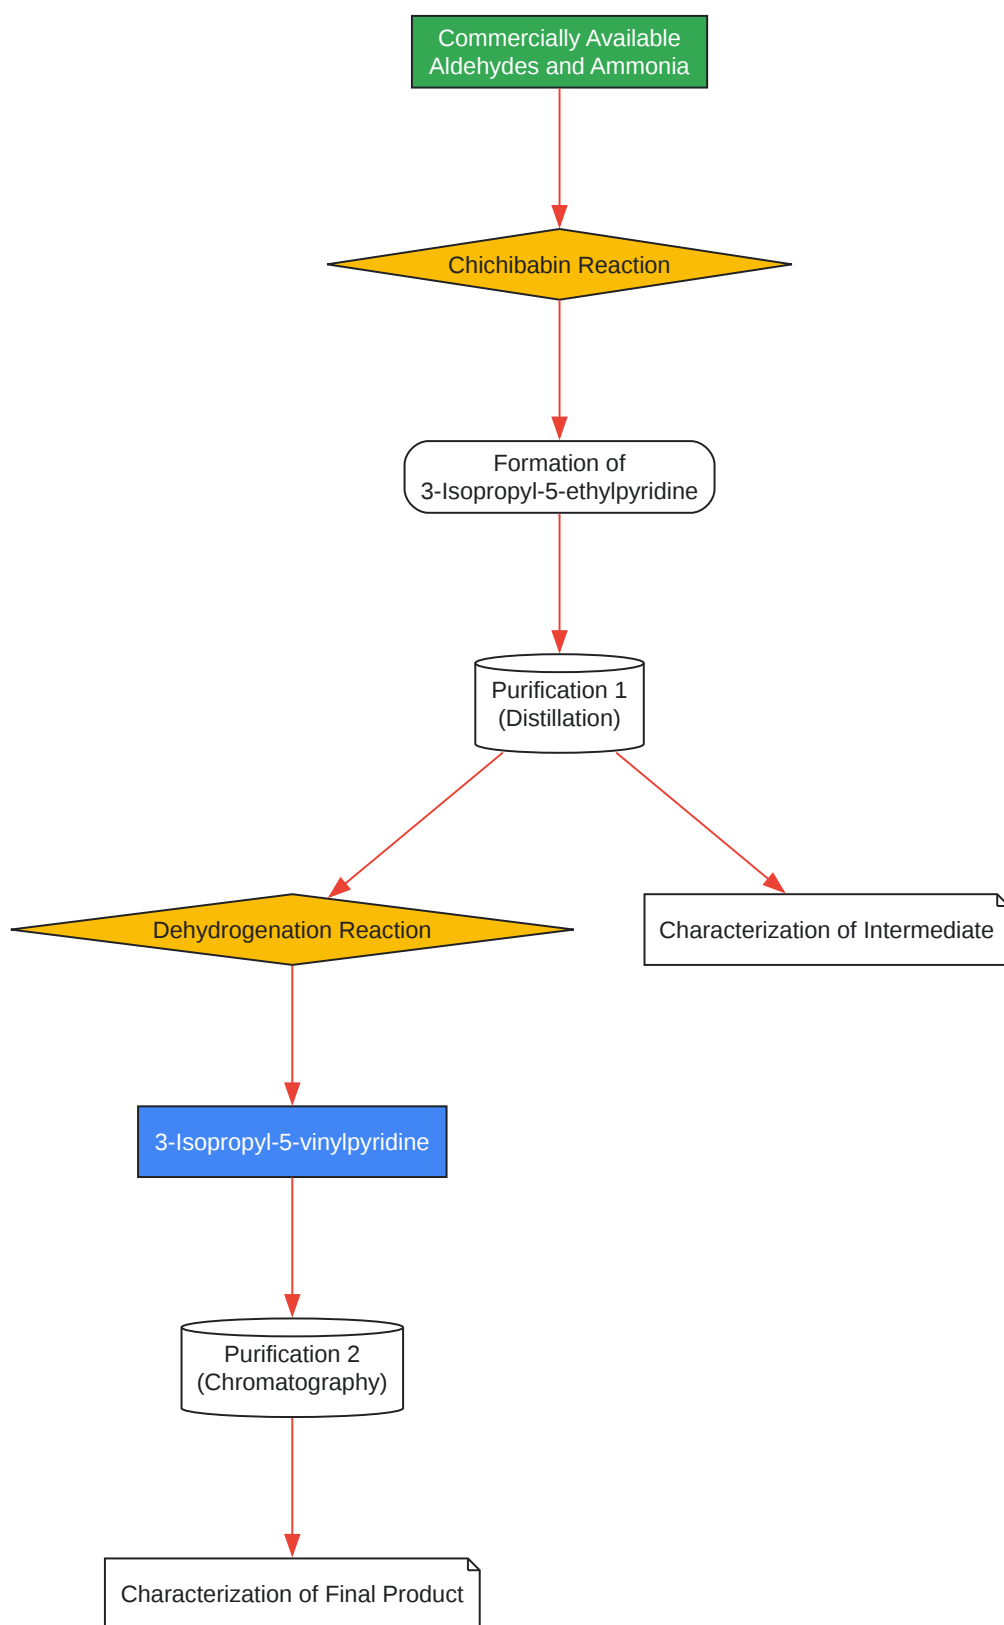 Commercially Available
Aldehydes and Ammonia
Chichibabin Reaction
Formation of
3-Isopropyl-5-ethylpyridine
Purification 1
(Distillation)
Dehydrogenation Reaction
Characterization of Intermediate
3-Isopropyl-5-vinylpyridine
Purification 2
(Chromatography)
Characterization of Final Product